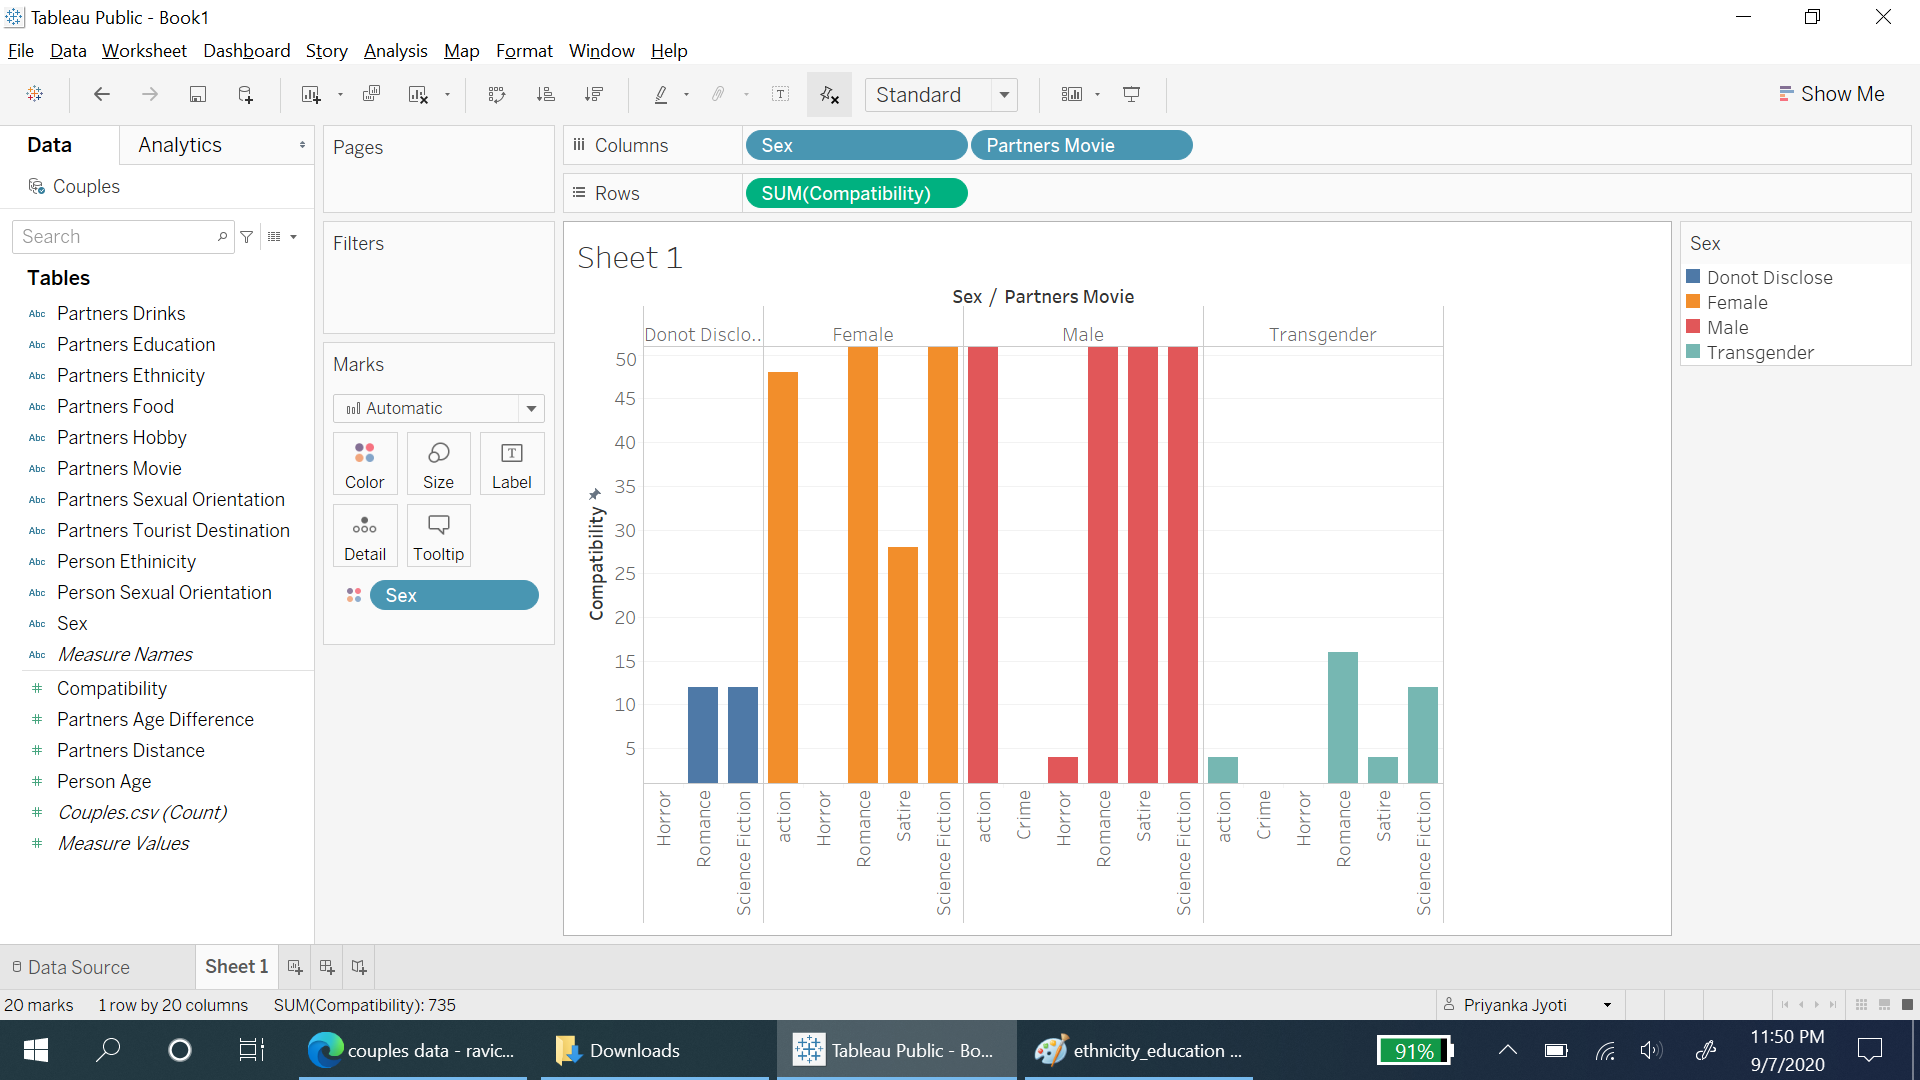 Tableau Public - Book1
File Data Worksheet Dashboard Story Analysis Map Format Window Help
Standard
Show Me
Data Analytics
Couples
Search
Tables
Partners Drinks
Partners Education
Partners Ethnicity
Partners Food
Partners Hobby
Partners Movie
Partners Sexual Orientation
Partners Tourist Destination
Person Ethinicity
Person Sexual Orientation
Sex
Measure Names
Compatibility
Partners Age Difference
Partners Distance
Person Age
Couples.csv (Count)
Measure Values
Pages
Filters
Marks
Automatic
Color Size Label
Detail Tooltip
Sex
Columns Sex Partners Movie
Rows SUM(Compatibility)
Sheet 1
Sex / Partners Movie
Donot Disclo.. Female Male Transgender
Compatibility
50
45
40
35
30
25
20
15
10
5
Horror
Romance
Science Fiction
action
Horror
Romance
Satire
Science Fiction
action
Crime
Horror
Romance
Satire
Science Fiction
action
Crime
Horror
Romance
Satire
Science Fiction
Sex
Donot Disclose
Female
Male
Transgender
Data Source Sheet 1
20 marks 1 row by 20 columns SUM(Compatibility): 735 Priyanka Jyoti
couples data - ravic... Downloads Tableau Public - Bo... ethnicity_education ... 91% 11:50 PM
9/7/2020